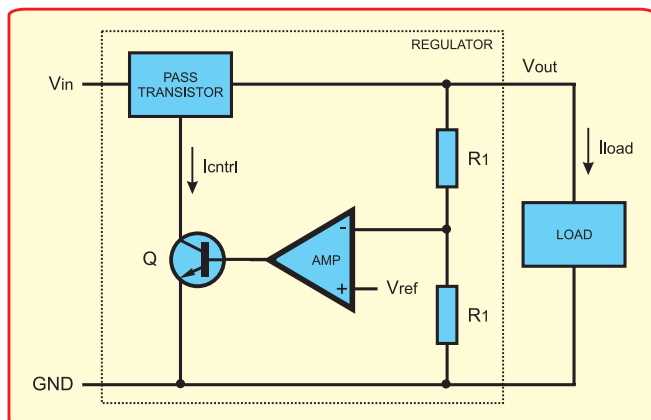 REGULATOR
Vin
PASS
TRANSISTOR
Vout
Icntrl
R1
Iload
Q
-
AMP
+
Vref
LOAD
R1
GND